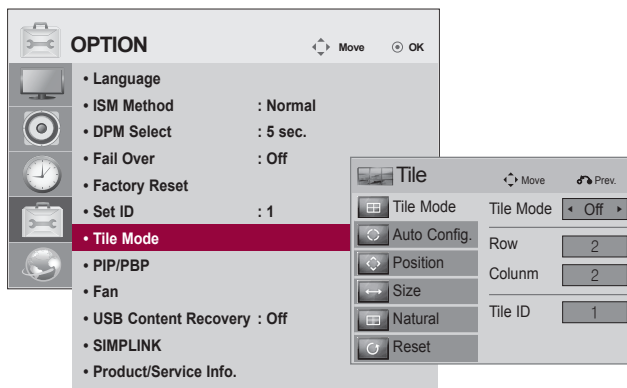 OPTION Move OK
• Language
• ISM Method : Normal
• DPM Select : 5 sec.
• Fail Over : Off
• Factory Reset
• Set ID : 1
• Tile Mode
• PIP/PBP
• Fan
• USB Content Recovery : Off
• SIMPLINK
• Product/Service Info.
Tile Move Prev.
Tile Mode
Auto Config.
Position
Size
Natural
Reset
Tile Mode Off
Row 2
Colunm 2
Tile ID 1